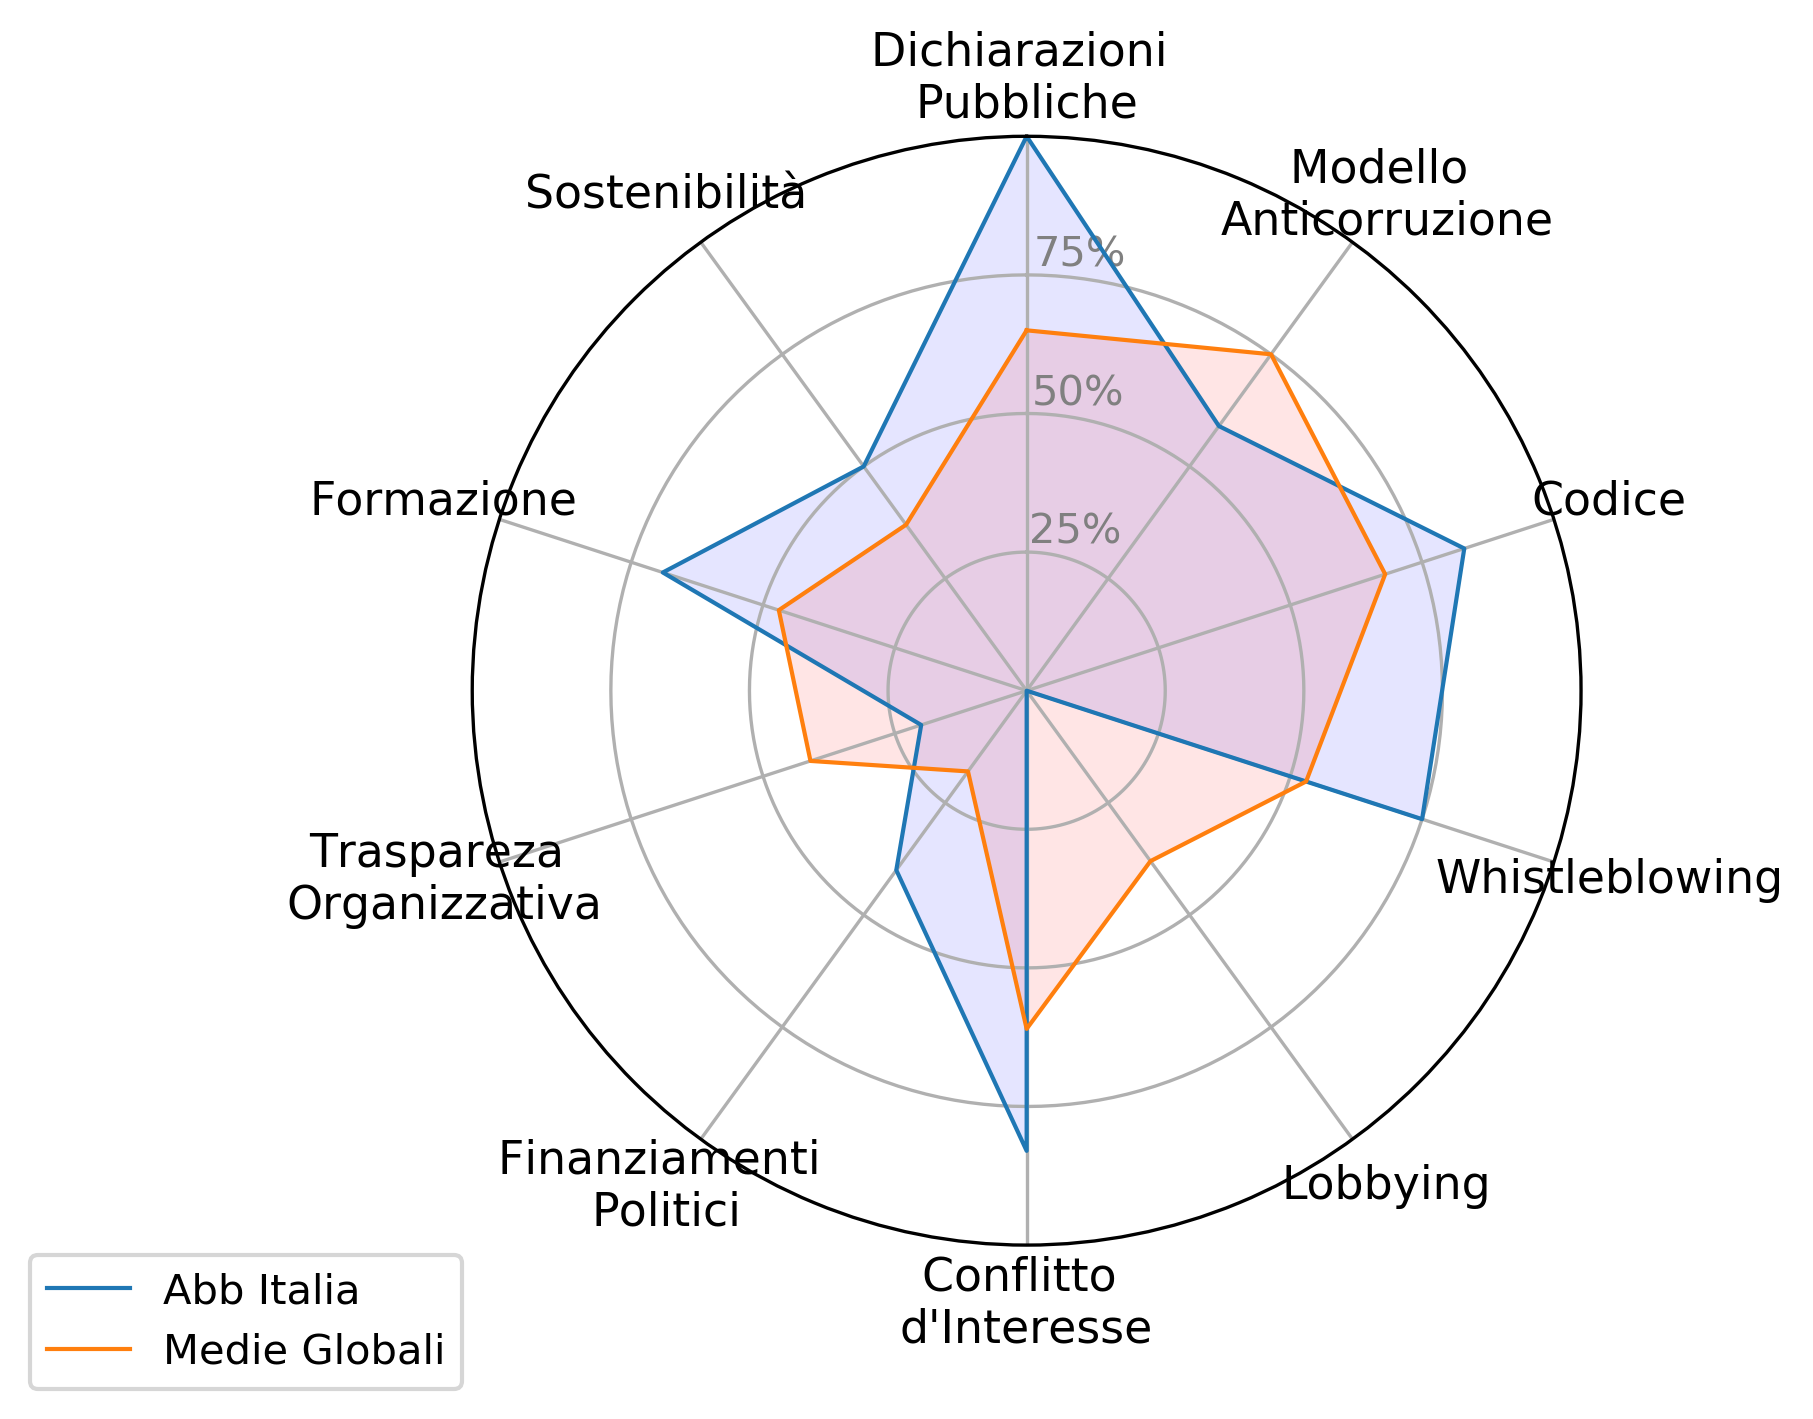 Dichiarazioni
Pubbliche
Modello
Anticorruzione
Sostenibilità
75%
50%
25%
Formazione
Codice
Traspareza
Organizzativa
Whistleblowing
Finanziamenti
Politici
Lobbying
Conflitto
d'Interesse
Abb Italia
Medie Globali